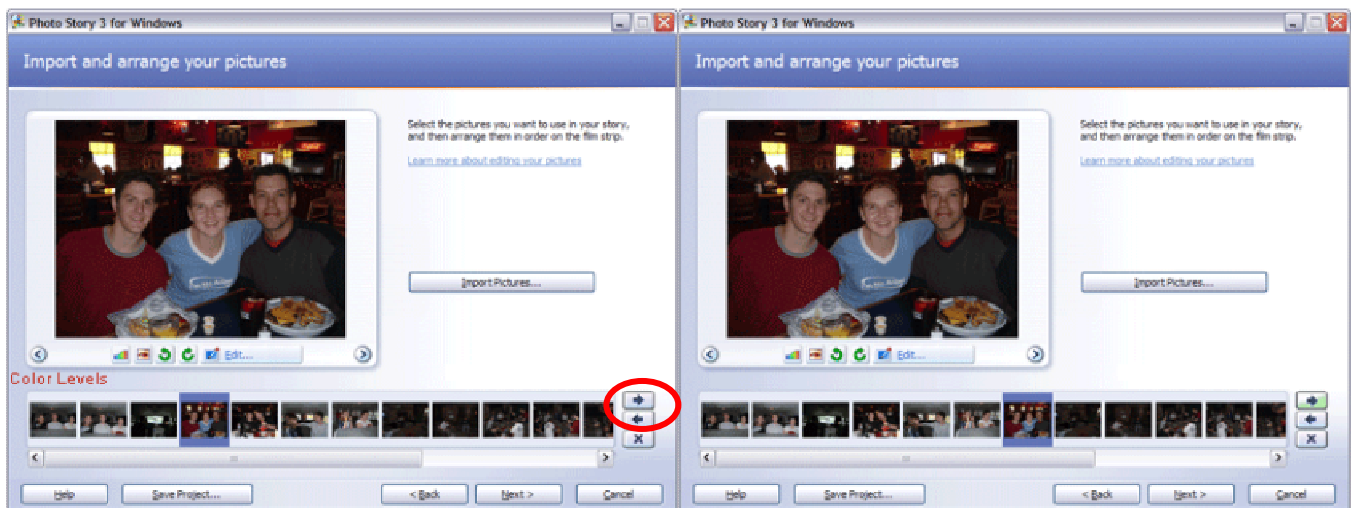 Photo Story 3 for Windows
Import and arrange your pictures
Select the pictures you want to use in your story,
and then arrange them in order on the film strip.
Learn more about editing your pictures
Import Pictures...
Edit...
Color Levels
Help
Save Project...
< Back
Next >
Cancel
Photo Story 3 for Windows
Import and arrange your pictures
Select the pictures you want to use in your story,
and then arrange them in order on the film strip.
Learn more about editing your pictures
Import Pictures...
Edit...
Help
Save Project...
< Back
Next >
Cancel